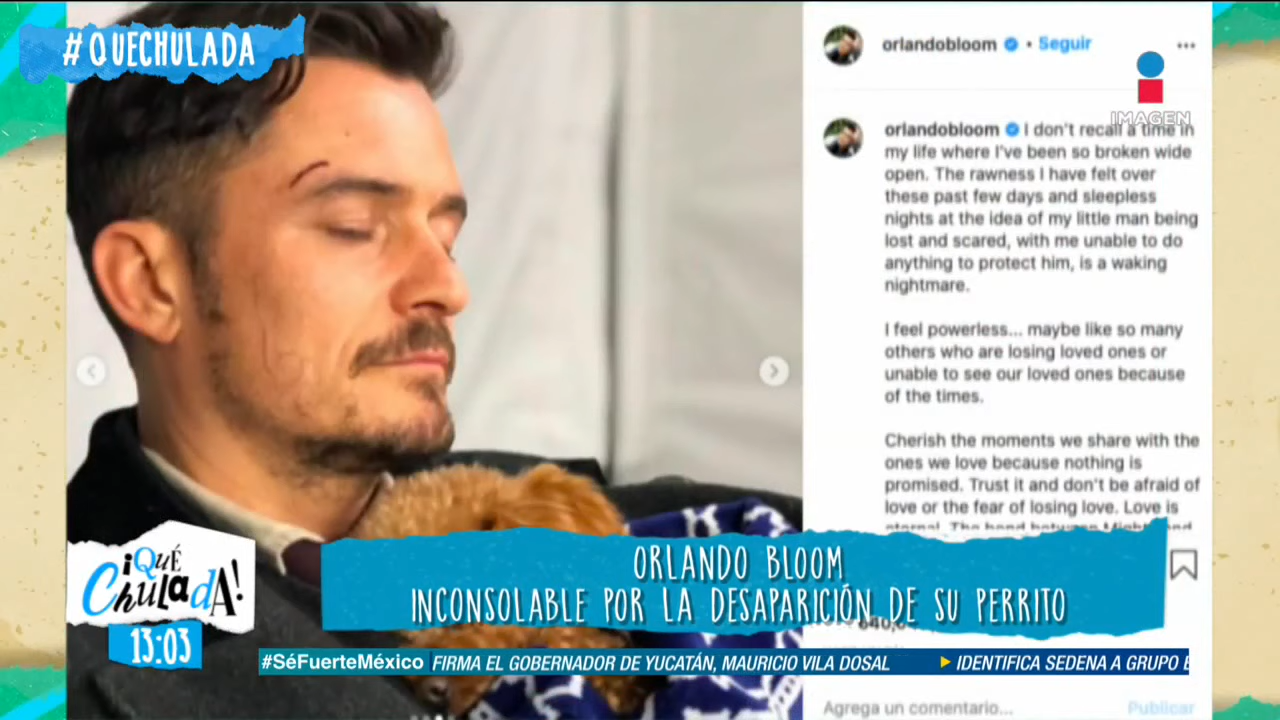 #QUECHULADA
orlandobloom • Seguir
IMAGEN
orlandobloom I don't recall a time in
my life where I've been so broken wide
open. The rawness I have felt over
these past few days and sleepless
nights at the idea of my little man being
lost and scared, with me unable to do
anything to protect him, is a waking
nightmare.
I feel powerless... maybe like so many
others who are losing loved ones or
unable to see our loved ones because
of the times.
Cherish the moments we share with the
ones we love because nothing is
promised. Trust it and don't be afraid of
love or the fear of losing love. Love is
eternal. The bond between
¡QUÉ
ChuladA!
13:03
ORLANDO BLOOM
INCONSOLABLE POR LA DESAPARICIÓN DE SU PERRITO
#SéFuerteMéxico FIRMA EL GOBERNADOR DE YUCATÁN, MAURICIO VILA DOSAL IDENTIFICA SEDENA A GRUPO
Agrega un comentario... Publicar